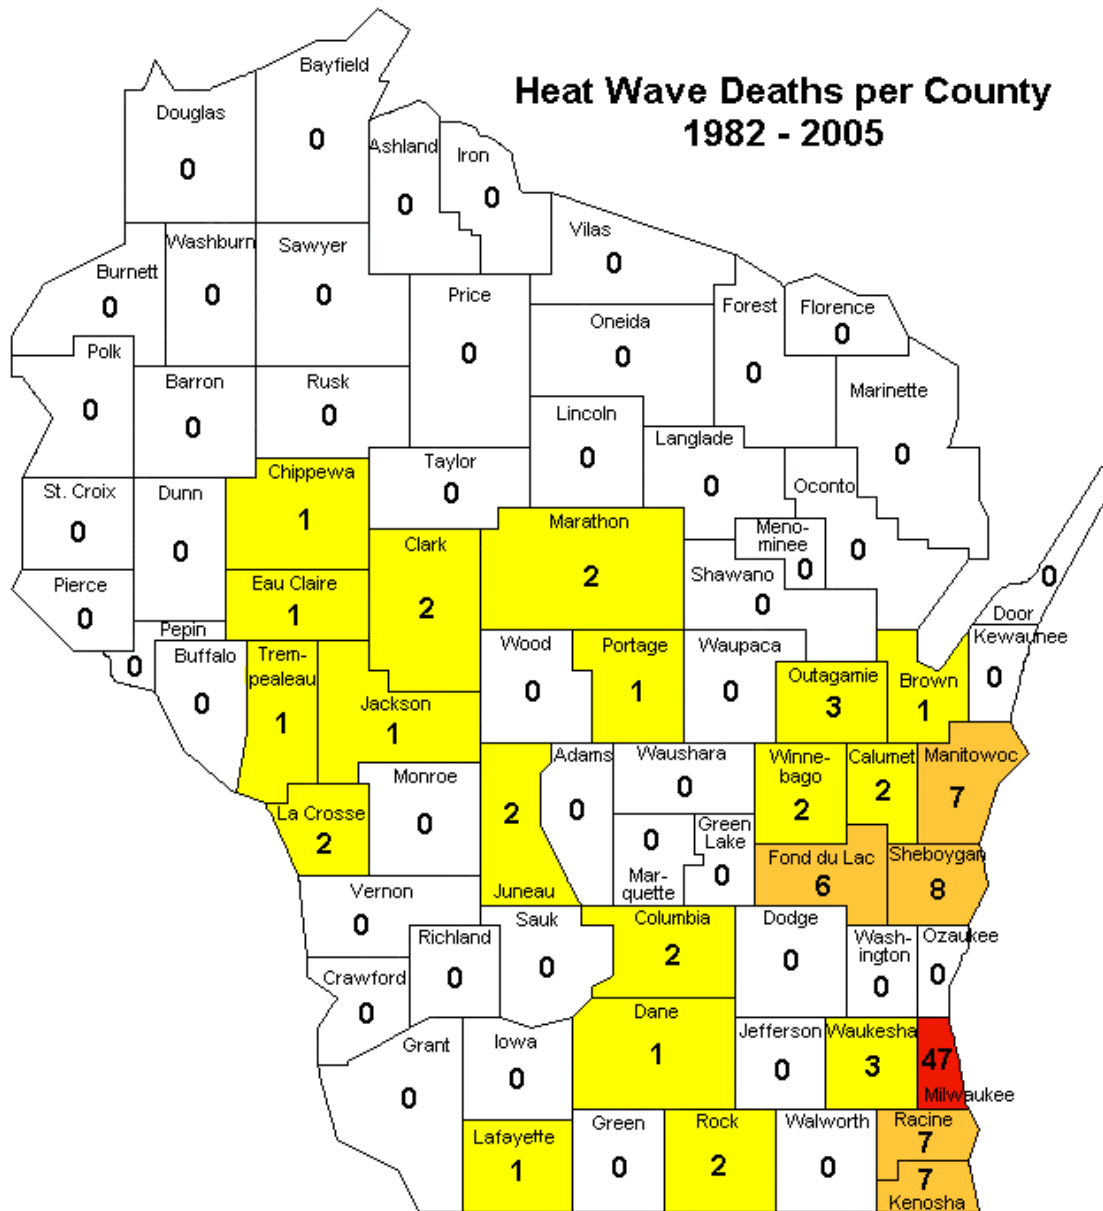 Heat Wave Deaths per County
1982 - 2005
Bayfield
0
Douglas
0
Ashland
0
Iron
0
Vilas
0
Washburn
0
Sawyer
0
Burnett
0
Price
0
Forest
0
Florence
0
Oneida
0
Polk
0
Barron
0
Rusk
0
Marinette
0
Lincoln
0
Langlade
0
Taylor
0
Chippewa
1
Oconto
0
St. Croix
0
Dunn
0
Marathon
2
Clark
2
Meno-
minee
0
Shawano
0
Pierce
0
Eau Claire
1
Door
0
Pepin
0
Buffalo
0
Trem-
pealeau
1
Wood
0
Portage
1
Waupaca
0
Outagamie
3
Brown
1
Kewaunee
0
Jackson
1
Monroe
0
Adams
0
Waushara
0
Winne-
bago
2
Calumet
2
Manitowoc
7
La Crosse
2
2
Juneau
0
Mar-
quette
Green
Lake
0
Fond du Lac
6
Sheboygan
8
Vernon
0
Sauk
0
Columbia
2
Dodge
0
Wash-
ington
0
Ozaukee
0
Richland
0
Crawford
0
Grant
0
Iowa
0
Dane
1
Jefferson
0
Waukesha
3
47
Milwaukee
Lafayette
1
Green
0
Rock
2
Walworth
0
Racine
7
7
Kenosha